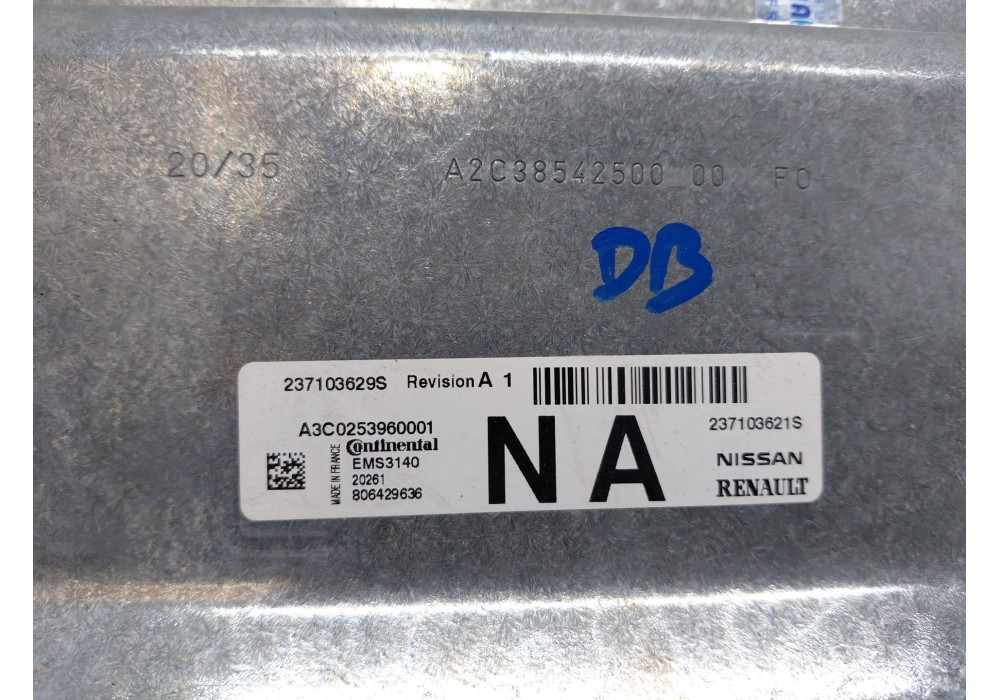 20/35 A2C38542500 00 F0
DB
237103629S Revision A 1
A3C0253960001
Continental
EMS3140
20261
806429636
MADE IN FRANCE
NA
237103621S
NISSAN
RENAULT